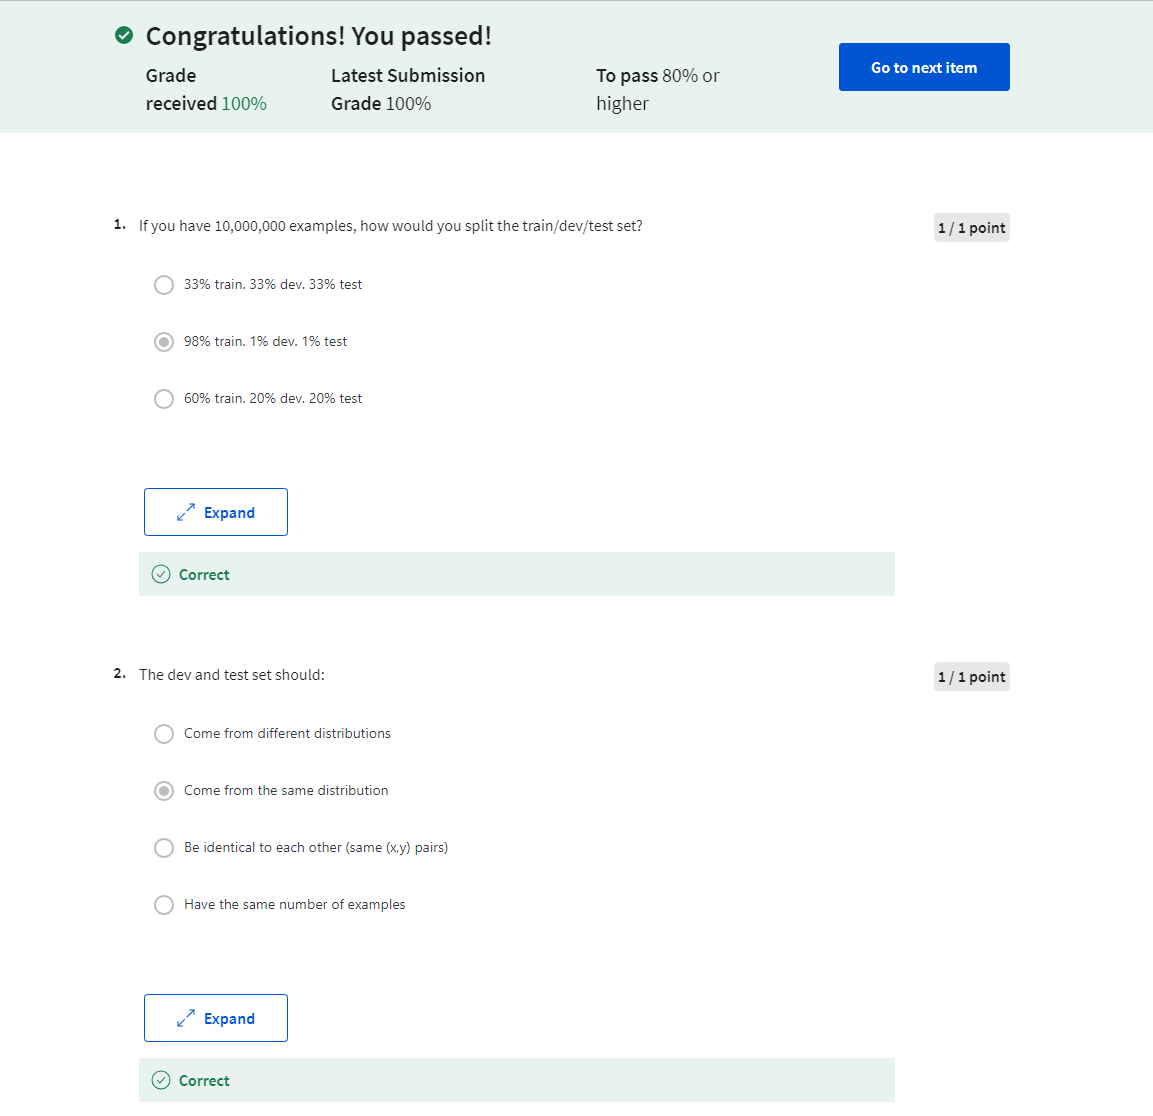 Congratulations! You passed!
Grade received 100%
Latest Submission Grade 100%
To pass 80% or higher
Go to next item
1. If you have 10,000,000 examples, how would you split the train/dev/test set?
1 / 1 point
33% train. 33% dev. 33% test
98% train. 1% dev. 1% test
60% train. 20% dev. 20% test
Expand
Correct
2. The dev and test set should:
1 / 1 point
Come from different distributions
Come from the same distribution
Be identical to each other (same (x,y) pairs)
Have the same number of examples
Expand
Correct